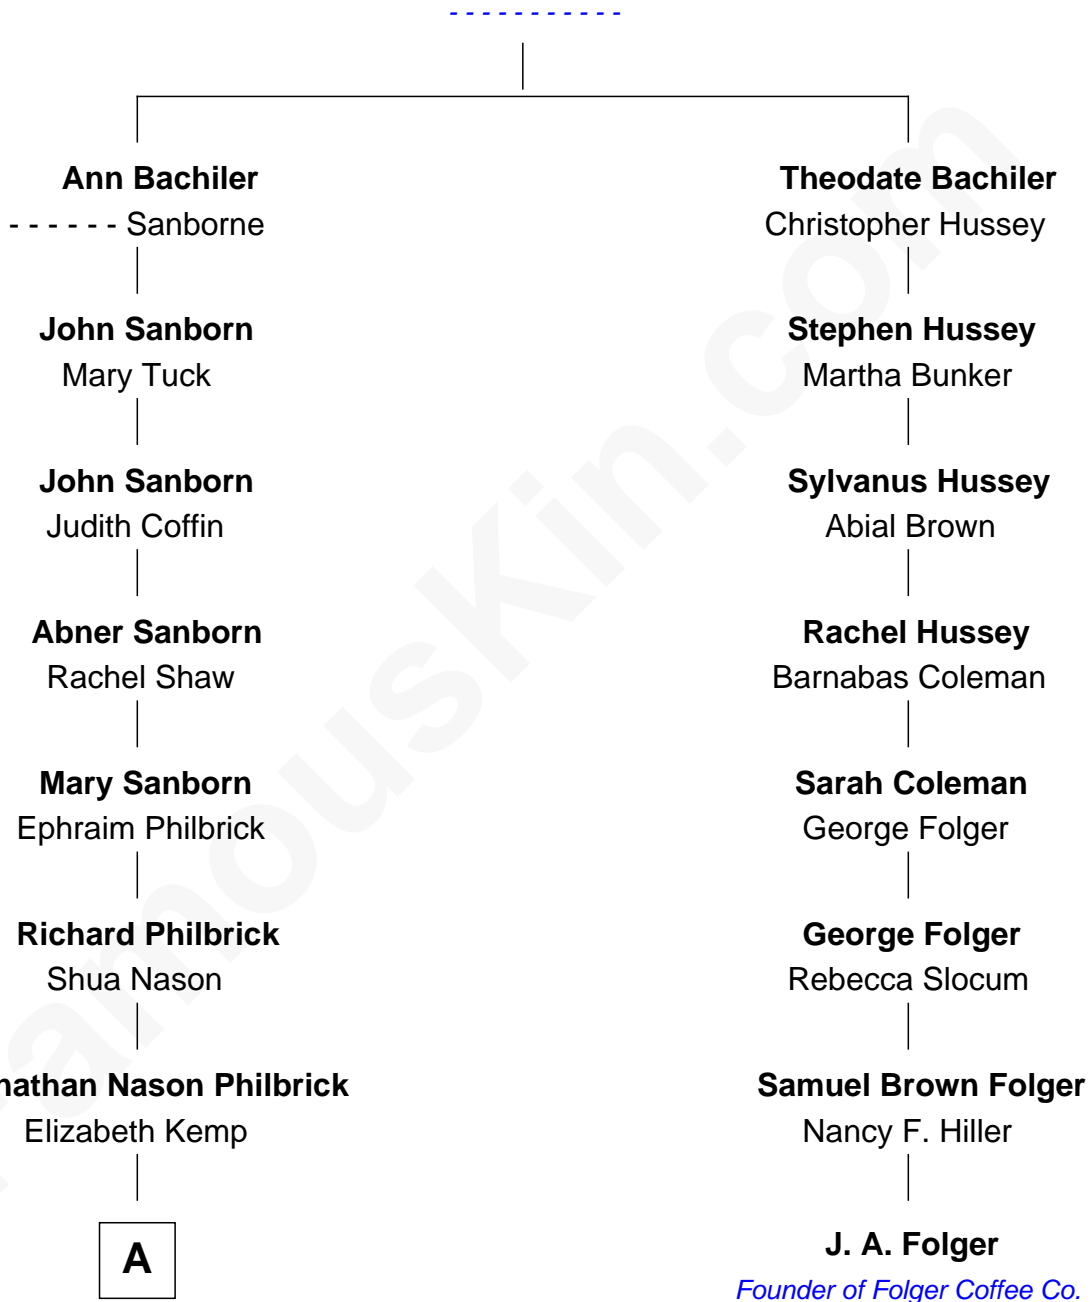 - - - - - - - - - - -
Ann Bachiler
- - - - - - Sanborne
Theodate Bachiler
Christopher Hussey
John Sanborn
Mary Tuck
Stephen Hussey
Martha Bunker
John Sanborn
Judith Coffin
Sylvanus Hussey
Abial Brown
Abner Sanborn
Rachel Shaw
Rachel Hussey
Barnabas Coleman
Mary Sanborn
Ephraim Philbrick
Sarah Coleman
George Folger
Richard Philbrick
Shua Nason
George Folger
Rebecca Slocum
nathan Nason Philbrick
Elizabeth Kemp
Samuel Brown Folger
Nancy F. Hiller
A
J. A. Folger
Founder of Folger Coffee Co.
FamousKin.com